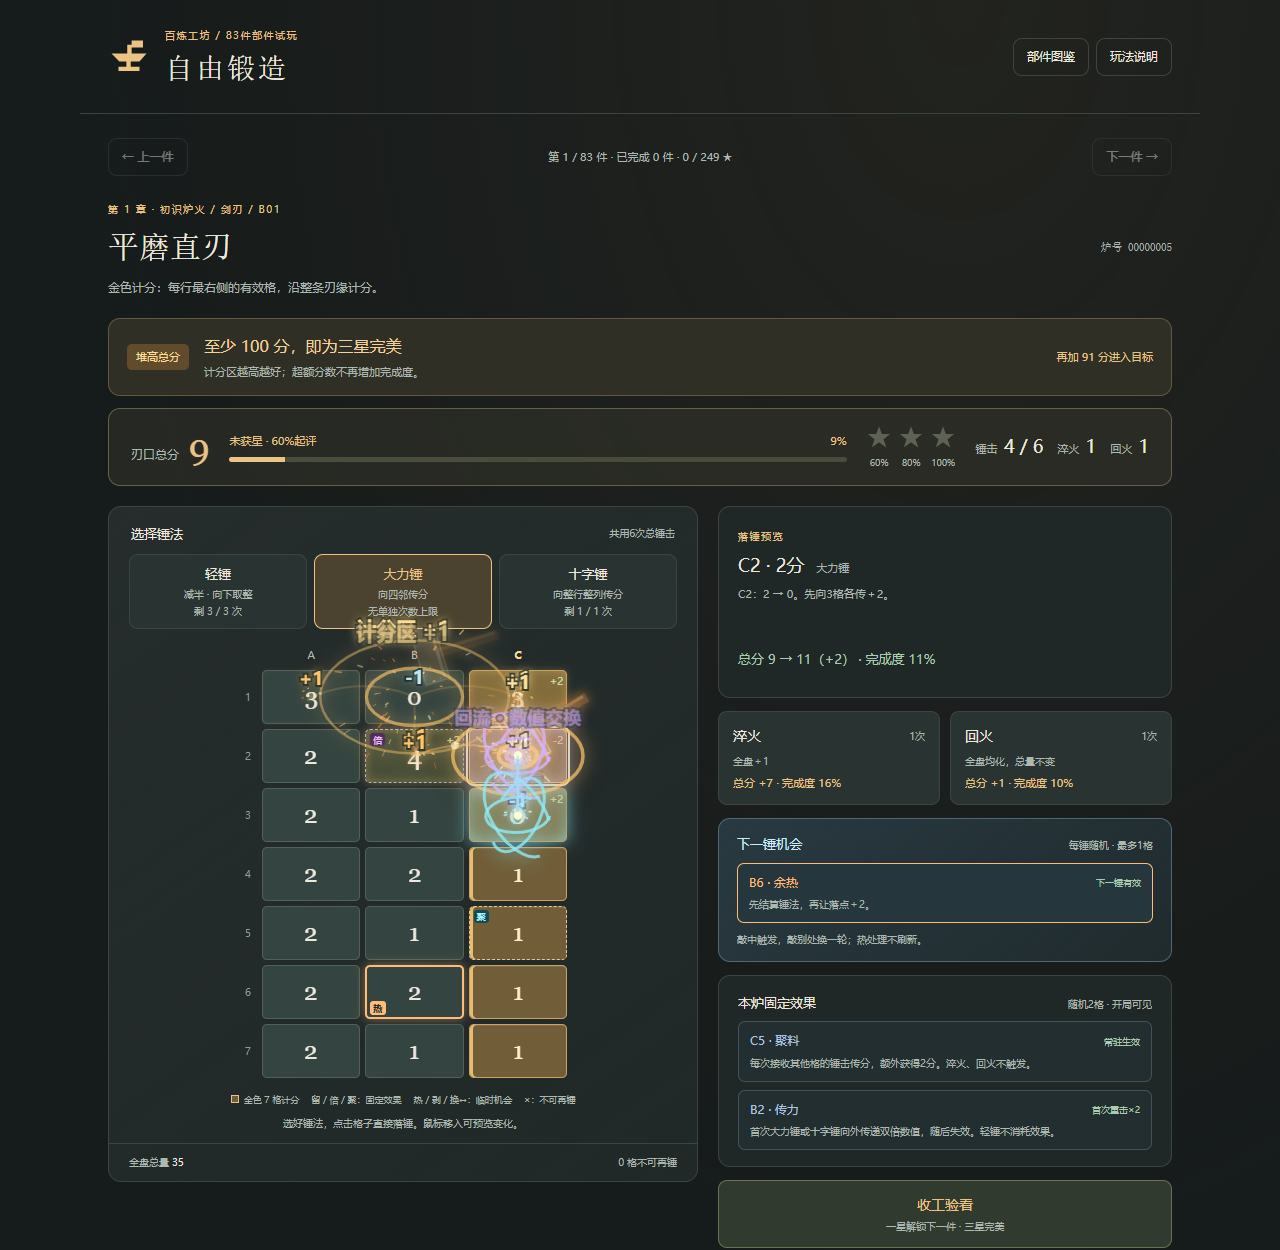 百炼工坊 / 83件部件试玩
自由锻造
部件图鉴
玩法说明
← 上一件
第 1 / 83 件 · 已完成 0 件 · 0 / 249 ★
下一件 →
第 1 章 · 初识炉火 / 剑刃 / B01
平磨直刃
炉号 00000005
金色计分：每行最右侧的有效格，沿整条刃缘计分。
堆高总分
至少 100 分，即为三星完美
计分区越高越好；超额分数不再增加完成度。
再加 91 分进入目标
刃口总分 9
未获星 · 60%起评
9%
60%
80%
100%
锤击 4 / 6
淬火 1
回火 1
选择锤法
共用6次总锤击
轻锤
减半 · 向下取整
剩 3 / 3 次
大力锤
向四邻传分
无单独次数上限
十字锤
向整行整列传分
剩 1 / 1 次
计分区 +1
A B C
+1 -1 +1 +2
1 3 0 3
回流 · 数值交换
倍 +1 +2 +1 -2
2 2 4
+2
3 2 1
4 2 2 1
聚
5 2 1 1
6 2 2 1
热
7 2 1 1
金色 7 格计分 留 / 倍 / 聚：固定效果 热 / 剥 / 换↔：临时机会 ×：不可再锤
选好锤法，点击格子直接落锤。鼠标移入可预览变化。
全盘总量 35
0 格不可再锤
落锤预览
C2 · 2分 大力锤
C2：2 → 0。先向3格各传 + 2。
总分 9 → 11（+2） · 完成度 11%
淬火
1次
全盘 + 1
总分 +7 · 完成度 16%
回火
1次
全盘均化，总量不变
总分 +1 · 完成度 10%
下一锤机会
每锤随机 · 最多1格
B6 · 余热
下一锤有效
先结算锤法，再让落点 + 2。
敲中触发，敲别处换一轮；热处理不刷新。
本炉固定效果
随机2格 · 开局可见
C5 · 聚料
常驻生效
每次接收其他格的锤击传分，额外获得2分。淬火、回火不触发。
B2 · 传力
首次重击×2
首次大力锤或十字锤向外传递双倍数值，随后失效。轻锤不消耗效果。
收工验看
一星解锁下一件 · 三星完美